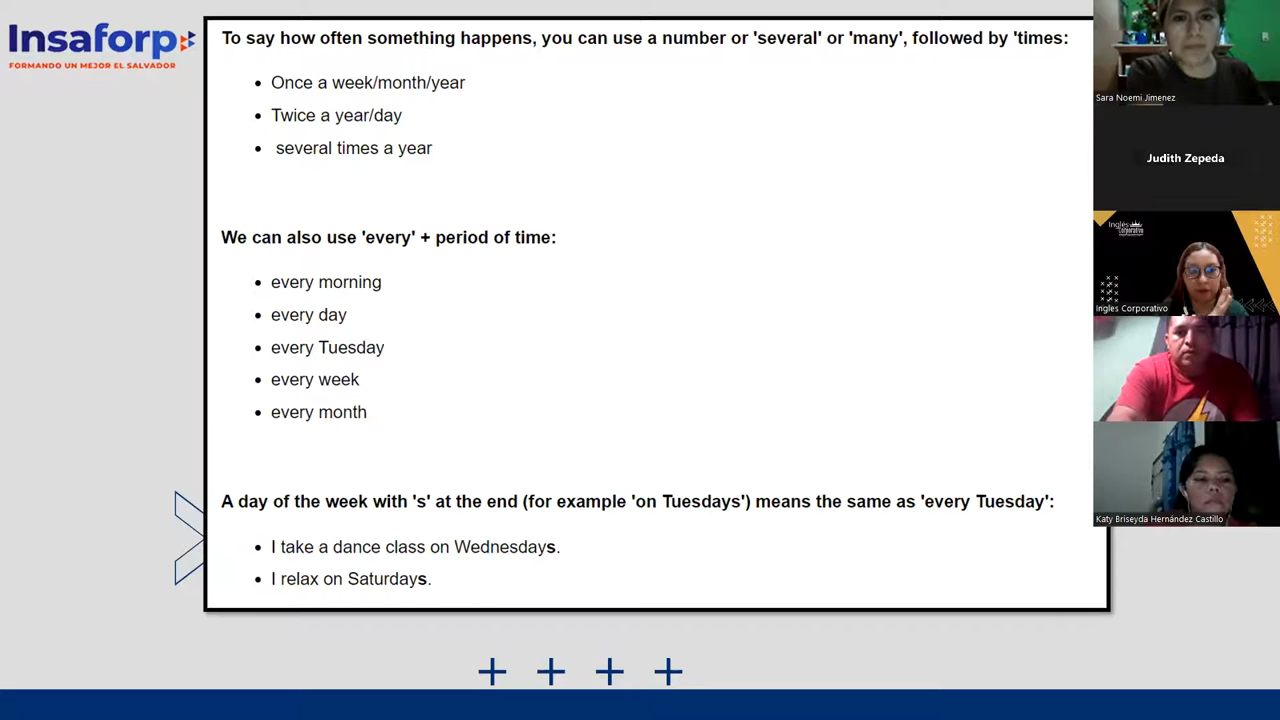 Insaforp
FORMANDO UN MEJOR EL SALVADOR
To say how often something happens, you can use a number or 'several' or 'many', followed by 'times:
Once a week/month/year
Twice a year/day
several times a year
We can also use 'every' + period of time:
every morning
every day
every Tuesday
every week
every month
A day of the week with 's' at the end (for example 'on Tuesdays') means the same as 'every Tuesday':
I take a dance class on Wednesdays.
I relax on Saturdays.
Sara Noemi Jimenez
Judith Zepeda
Inglés
Corporativo
Ingles Corporativo
Katy Briseyda Hernández Castillo